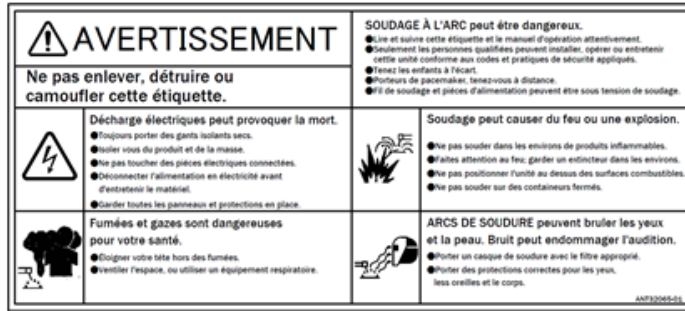 AVERTISSEMENT
Ne pas enlever, détruire ou
camoufler cette étiquette.
SOUDAGE À L'ARC peut étre dangereux.
●Lire et suivre cette étiquette et le manuel d'opération attentivement.
●Seulement les personnes qualifiées peuvent installer, opérer ou entretenir
cette unité conforme aux codes et pratiques de sécurité appliqués.
●Tenez les enfants à l'écart.
●Porteurs de pacemaker, tenez-vous à distance.
●Fil de soudage et pièces d'alimentation peuvent être sous tension de soudage.
Décharge électriques peut provoquer la mort.
●Toujours porter des gants isolants secs.
●Isoler vous du produit et de la masse.
●Ne pas toucher des pièces électriques connectées.
●Déconnecter l'alimentation en électricité avant
d'entretenir le matériel.
●Garder toutes les panneaux et protections en place.
Soudage peut causer du feu ou une explosion.
●Ne pas souder dans les environs de produits inflammables.
●Faites attention au feu; garder un extincteur dans les environs.
●Ne pas positionner l'unité au dessus des surfaces combustibles.
●Ne pas souder sur des containeurs fermés.
Fumées et gazes sont dangereuses
pour votre santé.
●Éloigner votre tête hors des fumées.
●Ventiler l'espace, ou utiliser un équipement respiratoire.
ARCS DE SOUDURE peuvent bruler les yeux
et la peau. Bruit peut endommager l'audition.
●Porter un casque de soudure avec le filtre approprié.
●Porter des protections correctes pour les yeux,
less oreilles et le corps.
ANT32065-01